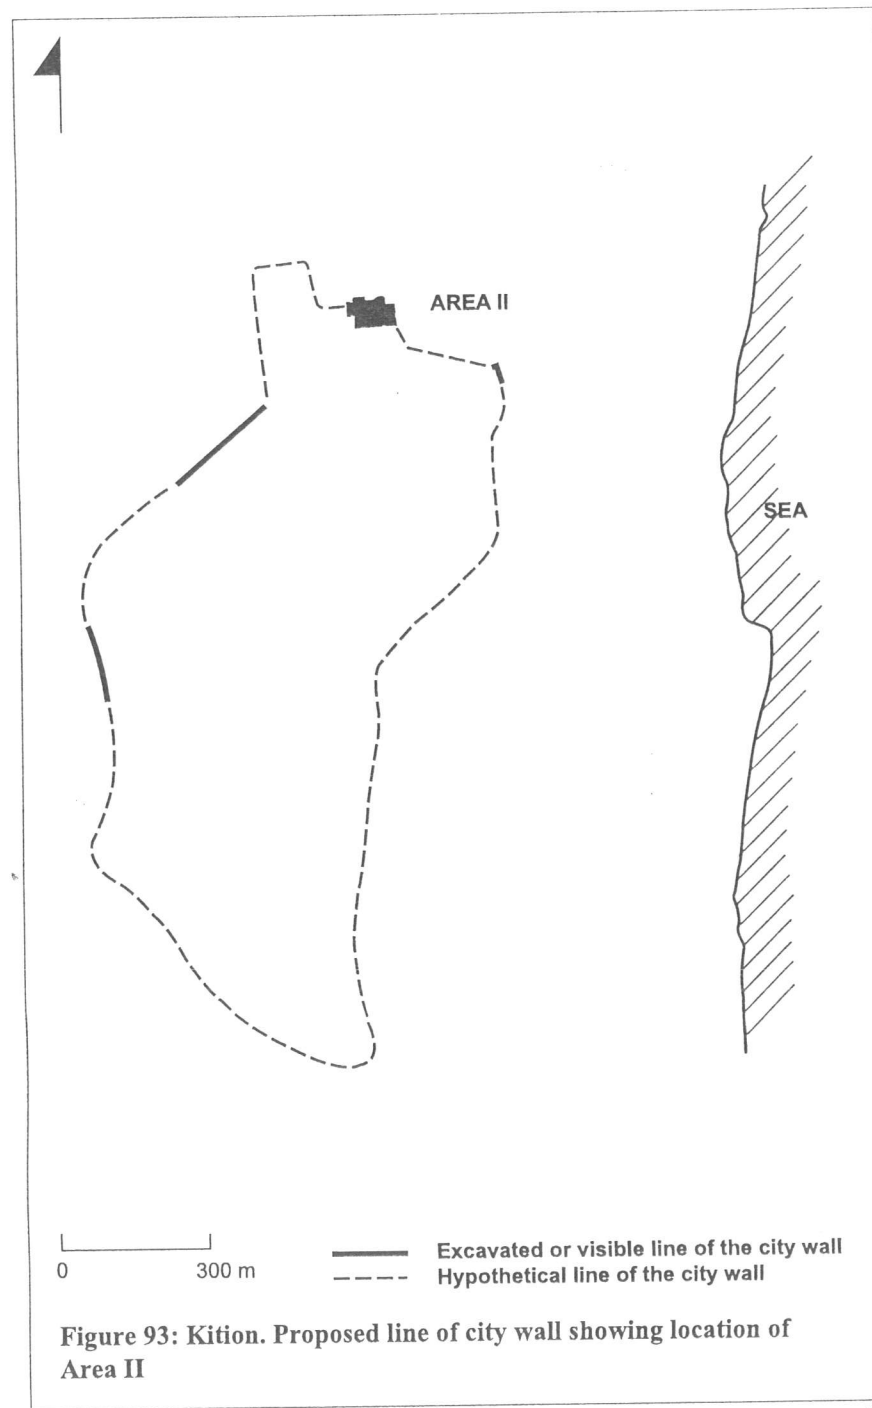 AREA II
SEA
0 300 m
Excavated or visible line of the city wall
Hypothetical line of the city wall
Figure 93: Kition. Proposed line of city wall showing location of
Area II